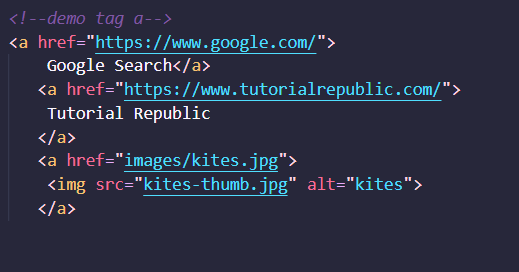 <!--demo tag a-->
<a href="https://www.google.com/">
Google Search</a>
<a href="https://www.tutorialrepublic.com/">
Tutorial Republic
</a>
<a href="images/kites.jpg">
<img src="kites-thumb.jpg" alt="kites">
</a>